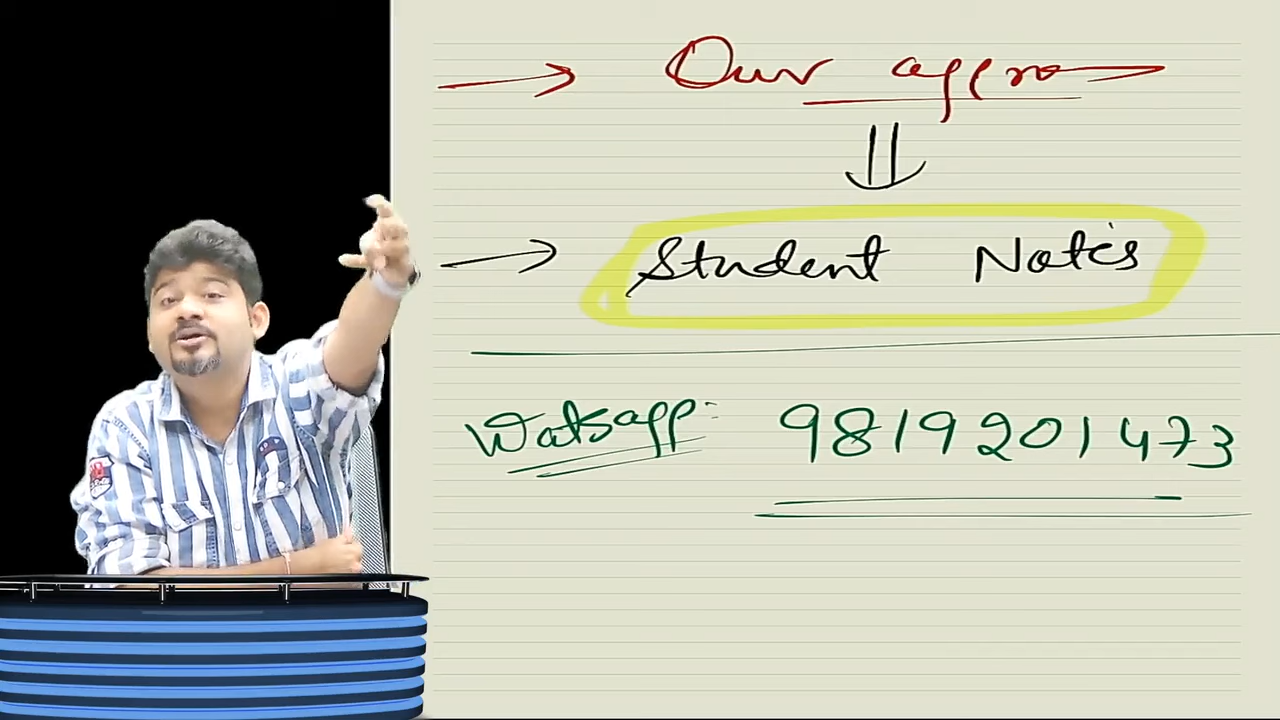 → Our appro
⇓
→ Student Notes
Watsapp: 9819201473